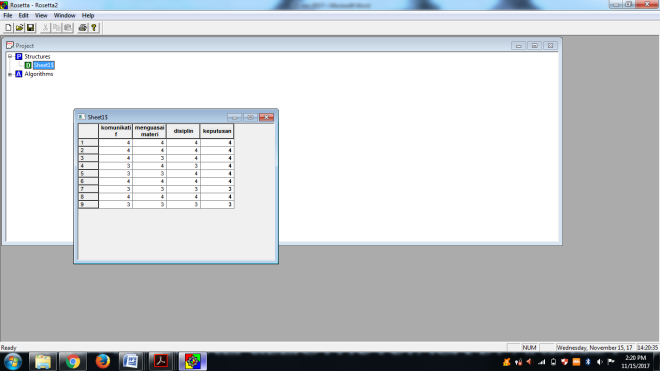 Rosetta - Rosetta2
File Edit View Window Help
Project
Structures
D Sheet1$
A Algorithms
Sheet1$
komunikati
f menguasai
materi disiplin keputusan
1 4 4 4 4
2 4 4 4 4
3 4 3 4 4
4 3 4 3 4
5 3 3 4 4
6 4 4 4 4
7 3 3 3 3
8 4 4 4 4
9 3 3 3 3
Ready NUM Wednesday, November 15, 17 14:20:35
2:20 PM
11/15/2017